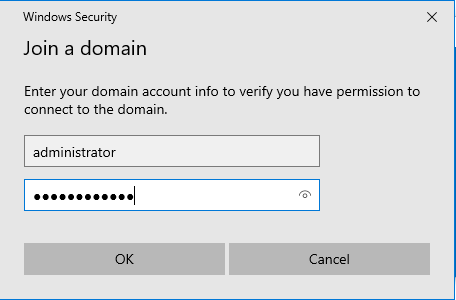 Windows Security
Join a domain
Enter your domain account info to verify you have permission to
connect to the domain.
administrator
●●●●●●●●●●●●
OK
Cancel